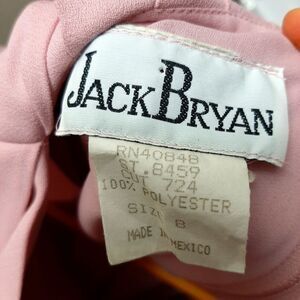 JACK BRYAN
RN40848
ST. 8459
CUT 724
100% POLYESTER
SIZE 8
MADE IN MEXICO